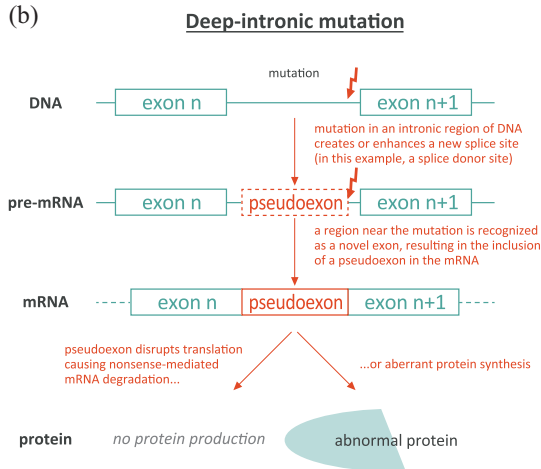 (b)
Deep-intronic mutation
mutation
DNA
exon n
exon n+1
mutation in an intronic region of DNA
creates or enhances a new splice site
(in this example, a splice donor site)
pre-mRNA
exon n
pseudoexon
exon n+1
a region near the mutation is recognized
as a novel exon, resulting in the inclusion
of a pseudoexon in the mRNA
mRNA
exon n
pseudoexon
exon n+1
pseudoexon disrupts translation
causing nonsense-mediated
mRNA degradation...
...or aberrant protein synthesis
protein
no protein production
abnormal protein